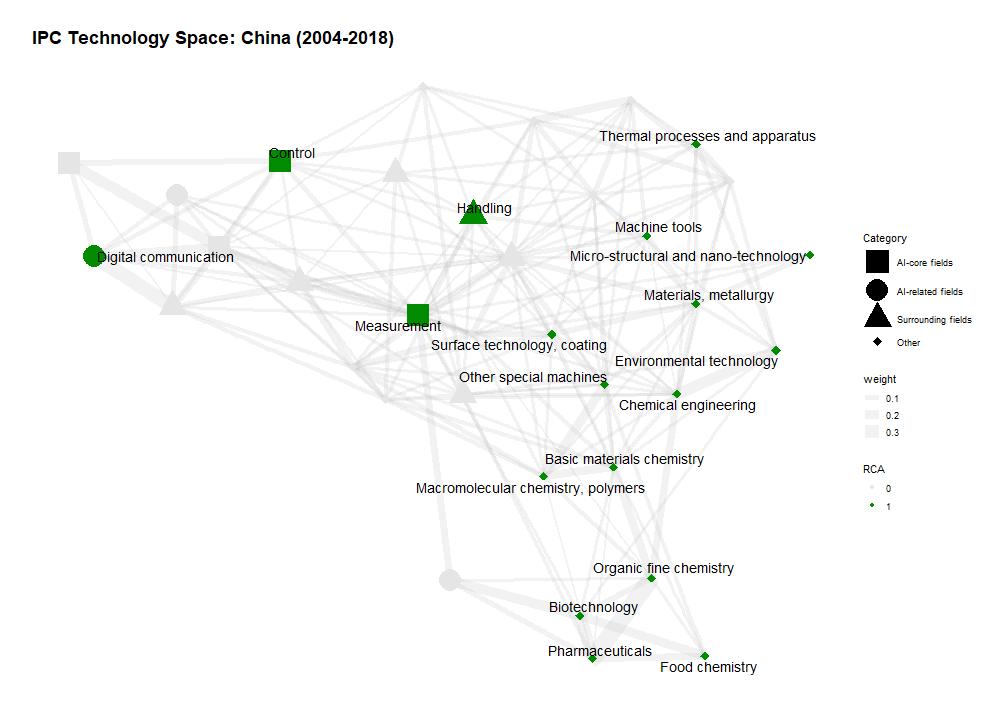 IPC Technology Space: China (2004-2018)
Thermal processes and apparatus
Control
Handling
Machine tools
Digital communication
Micro-structural and nano-technology
Materials, metallurgy
Measurement
Surface technology, coating
Environmental technology
Other special machines
Chemical engineering
Basic materials chemistry
Macromolecular chemistry, polymers
Organic fine chemistry
Biotechnology
Pharmaceuticals
Food chemistry
Category
AI-core fields
AI-related fields
Surrounding fields
Other
weight
0.1
0.2
0.3
RCA
0
1